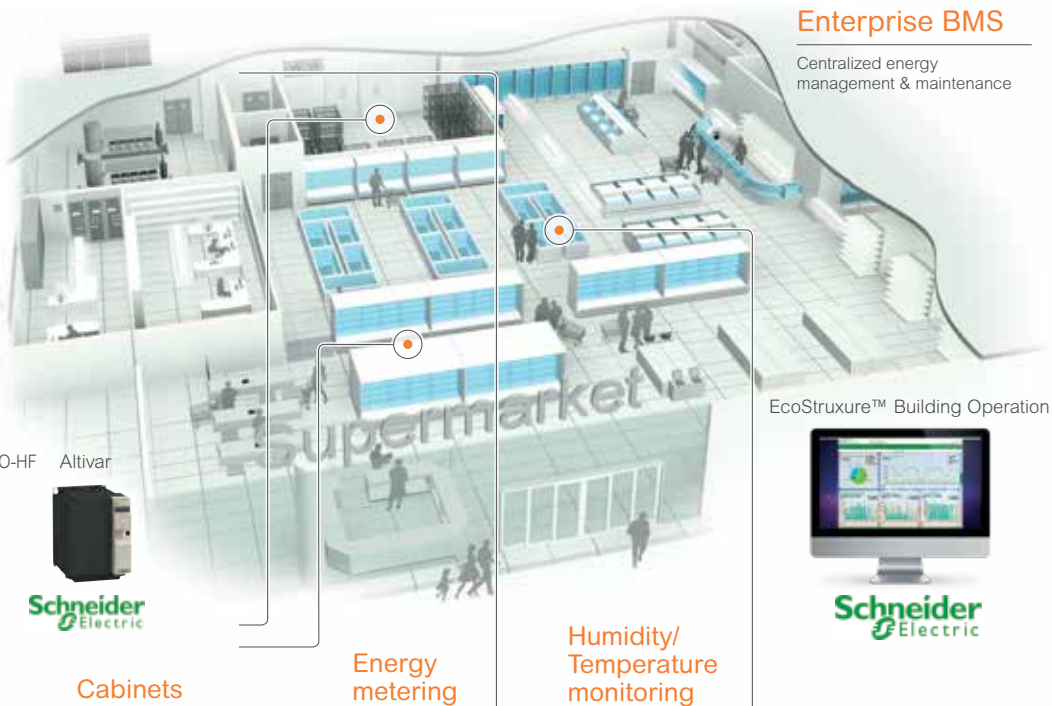 Enterprise BMS
Centralized energy
management & maintenance
Supermarket
EcoStruxure™ Building Operation
O-HF Altivar
Schneider
Electric
Schneider
Electric
Humidity/
Temperature
monitoring
Energy
metering
Cabinets